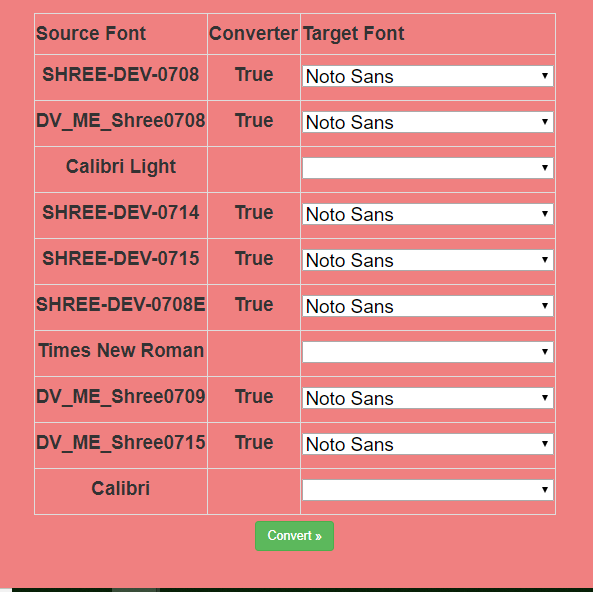 Source Font Converter Target Font
SHREE-DEV-0708 True Noto Sans
DV_ME_Shree0708 True Noto Sans
Calibri Light
SHREE-DEV-0714 True Noto Sans
SHREE-DEV-0715 True Noto Sans
SHREE-DEV-0708E True Noto Sans
Times New Roman
DV_ME_Shree0709 True Noto Sans
DV_ME_Shree0715 True Noto Sans
Calibri
Convert »